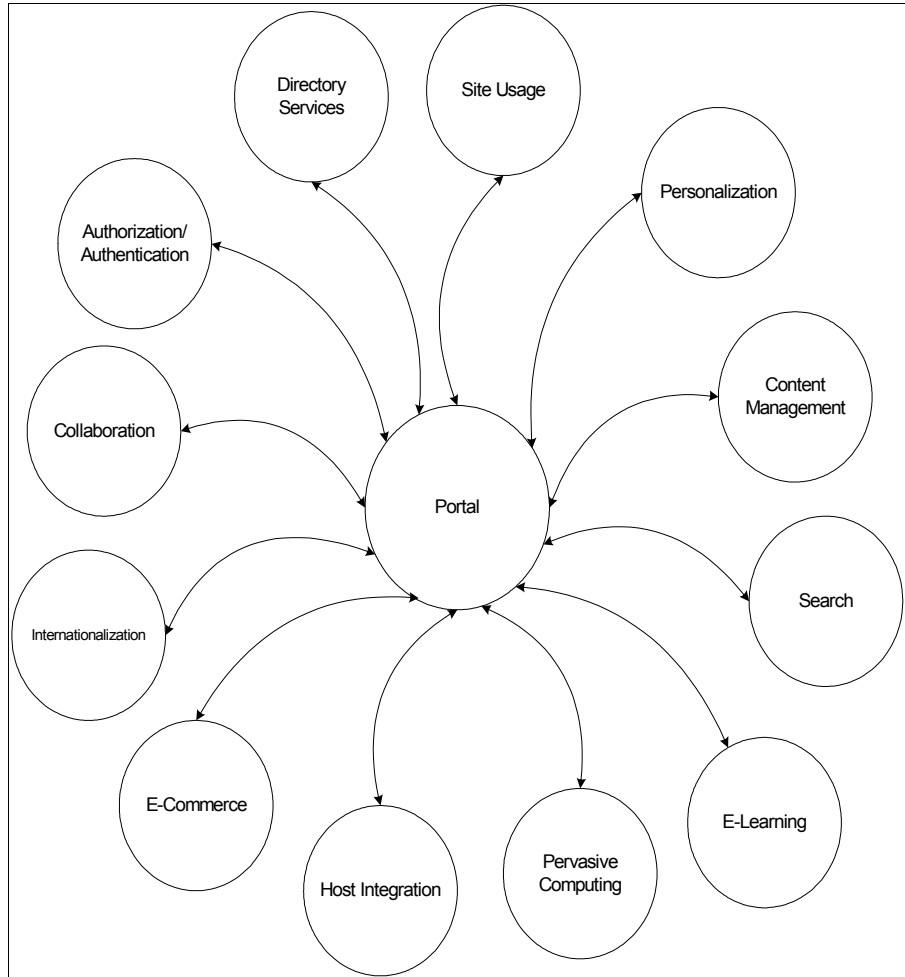 Directory
Services
Site Usage
Personalization
Authorization/
Authentication
Content
Management
Collaboration
Portal
Search
Internationalization
E-Commerce
E-Learning
Pervasive
Computing
Host Integration